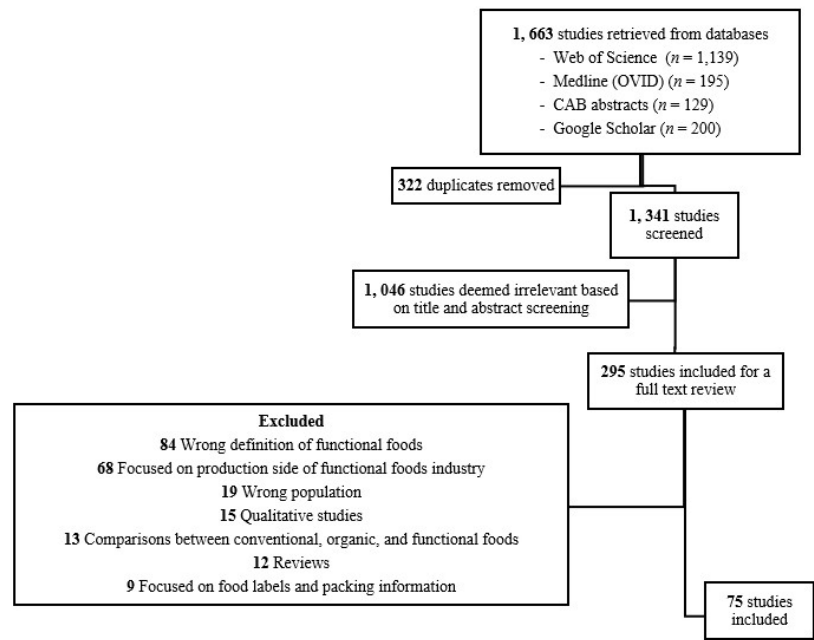 1, 663 studies retrieved from databases
- Web of Science (n = 1,139)
- Medline (OVID) (n = 195)
- CAB abstracts (n = 129)
- Google Scholar (n = 200)
322 duplicates removed
1, 341 studies
screened
1, 046 studies deemed irrelevant based
on title and abstract screening
295 studies included for a
full text review
Excluded
84 Wrong definition of functional foods
68 Focused on production side of functional foods industry
19 Wrong population
15 Qualitative studies
13 Comparisons between conventional, organic, and functional foods
12 Reviews
9 Focused on food labels and packing information
75 studies
included